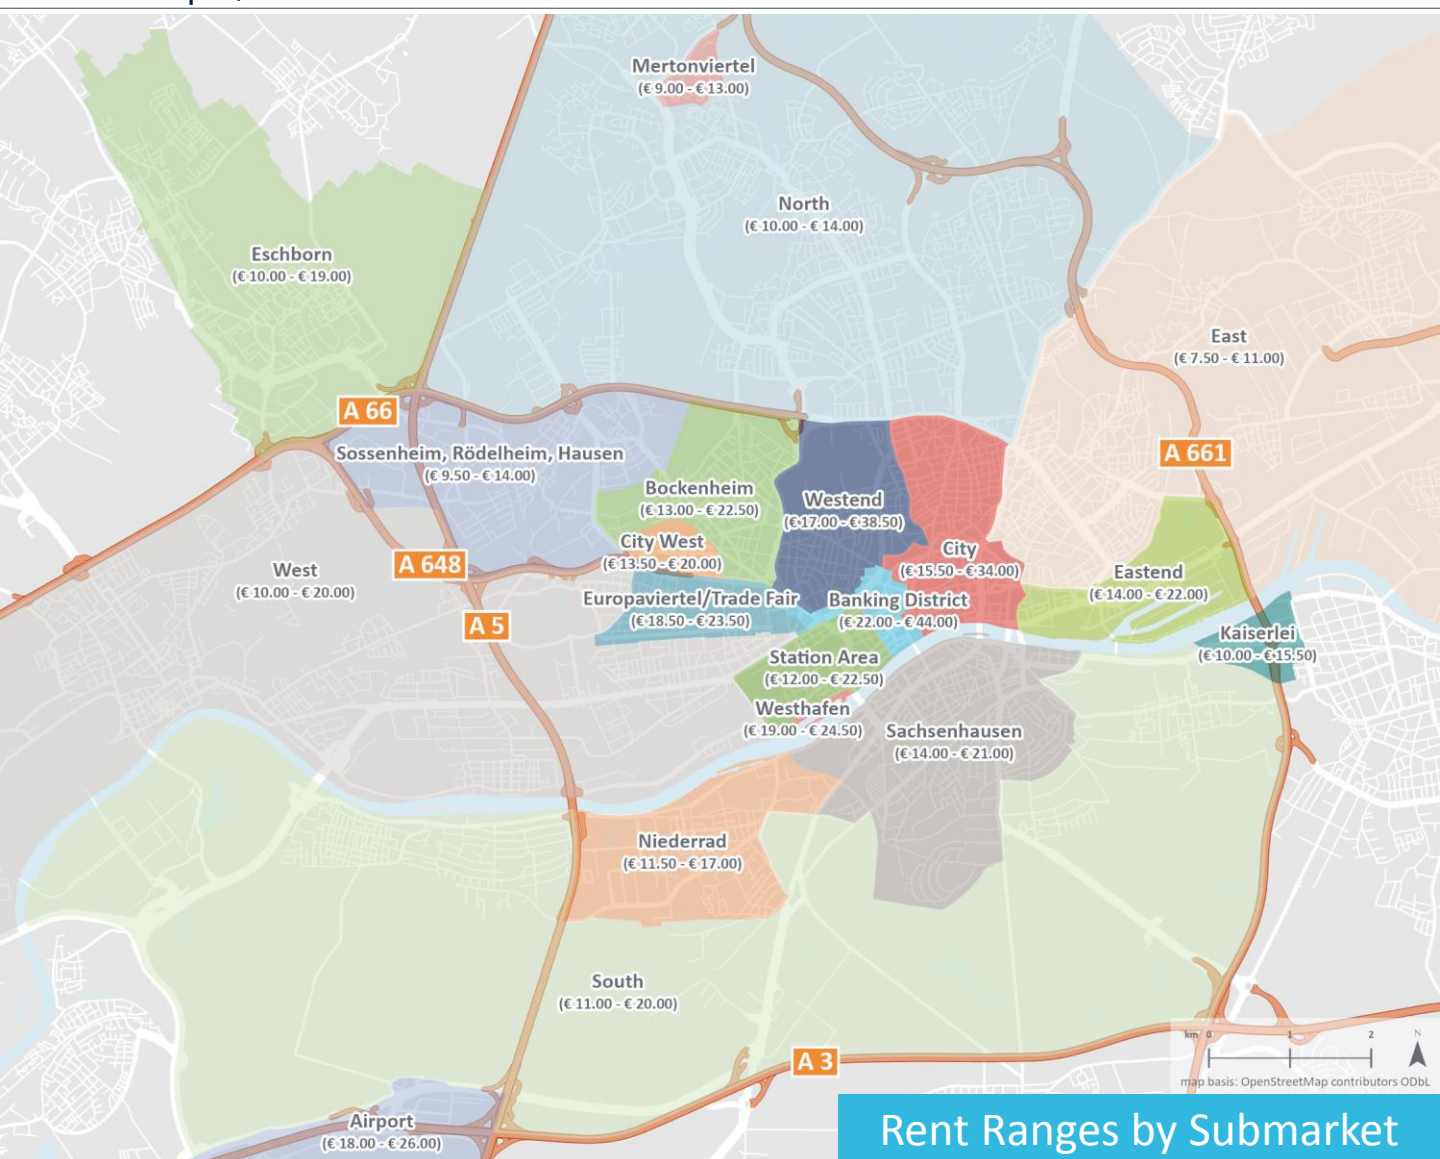 Mertonviertel
(€ 9.00 - € 13.00)
North
(€ 10.00 - € 14.00)
Eschborn
(€ 10.00 - € 19.00)
East
(€ 7.50 - € 11.00)
A 66
A 661
Sossenheim, Rödelheim, Hausen
(€ 9.50 - € 14.00)
Bockenheim
(€ 13.00 - € 22.50)
Westend
(€ 17.00 - € 38.50)
City West
(€ 13.50 - € 20.00)
City
(€ 15.50 - € 34.00)
A 648
West
(€ 10.00 - € 20.00)
Eastend
(€ 14.00 - € 22.00)
Europaviertel/Trade Fair
(€ 18.50 - € 23.50)
Banking District
(€ 22.00 - € 44.00)
A 5
Kaiserlei
(€ 10.00 - € 15.50)
Station Area
(€ 12.00 - € 22.50)
Westhafen
(€ 19.00 - € 24.50)
Sachsenhausen
(€ 14.00 - € 21.00)
Niederrad
(€ 11.50 - € 17.00)
South
(€ 11.00 - € 20.00)
km 0 1 2 N
A 3
map basis: OpenStreetMap contributors ODbL
Airport
(€ 18.00 - € 26.00)
Rent Ranges by Submarket